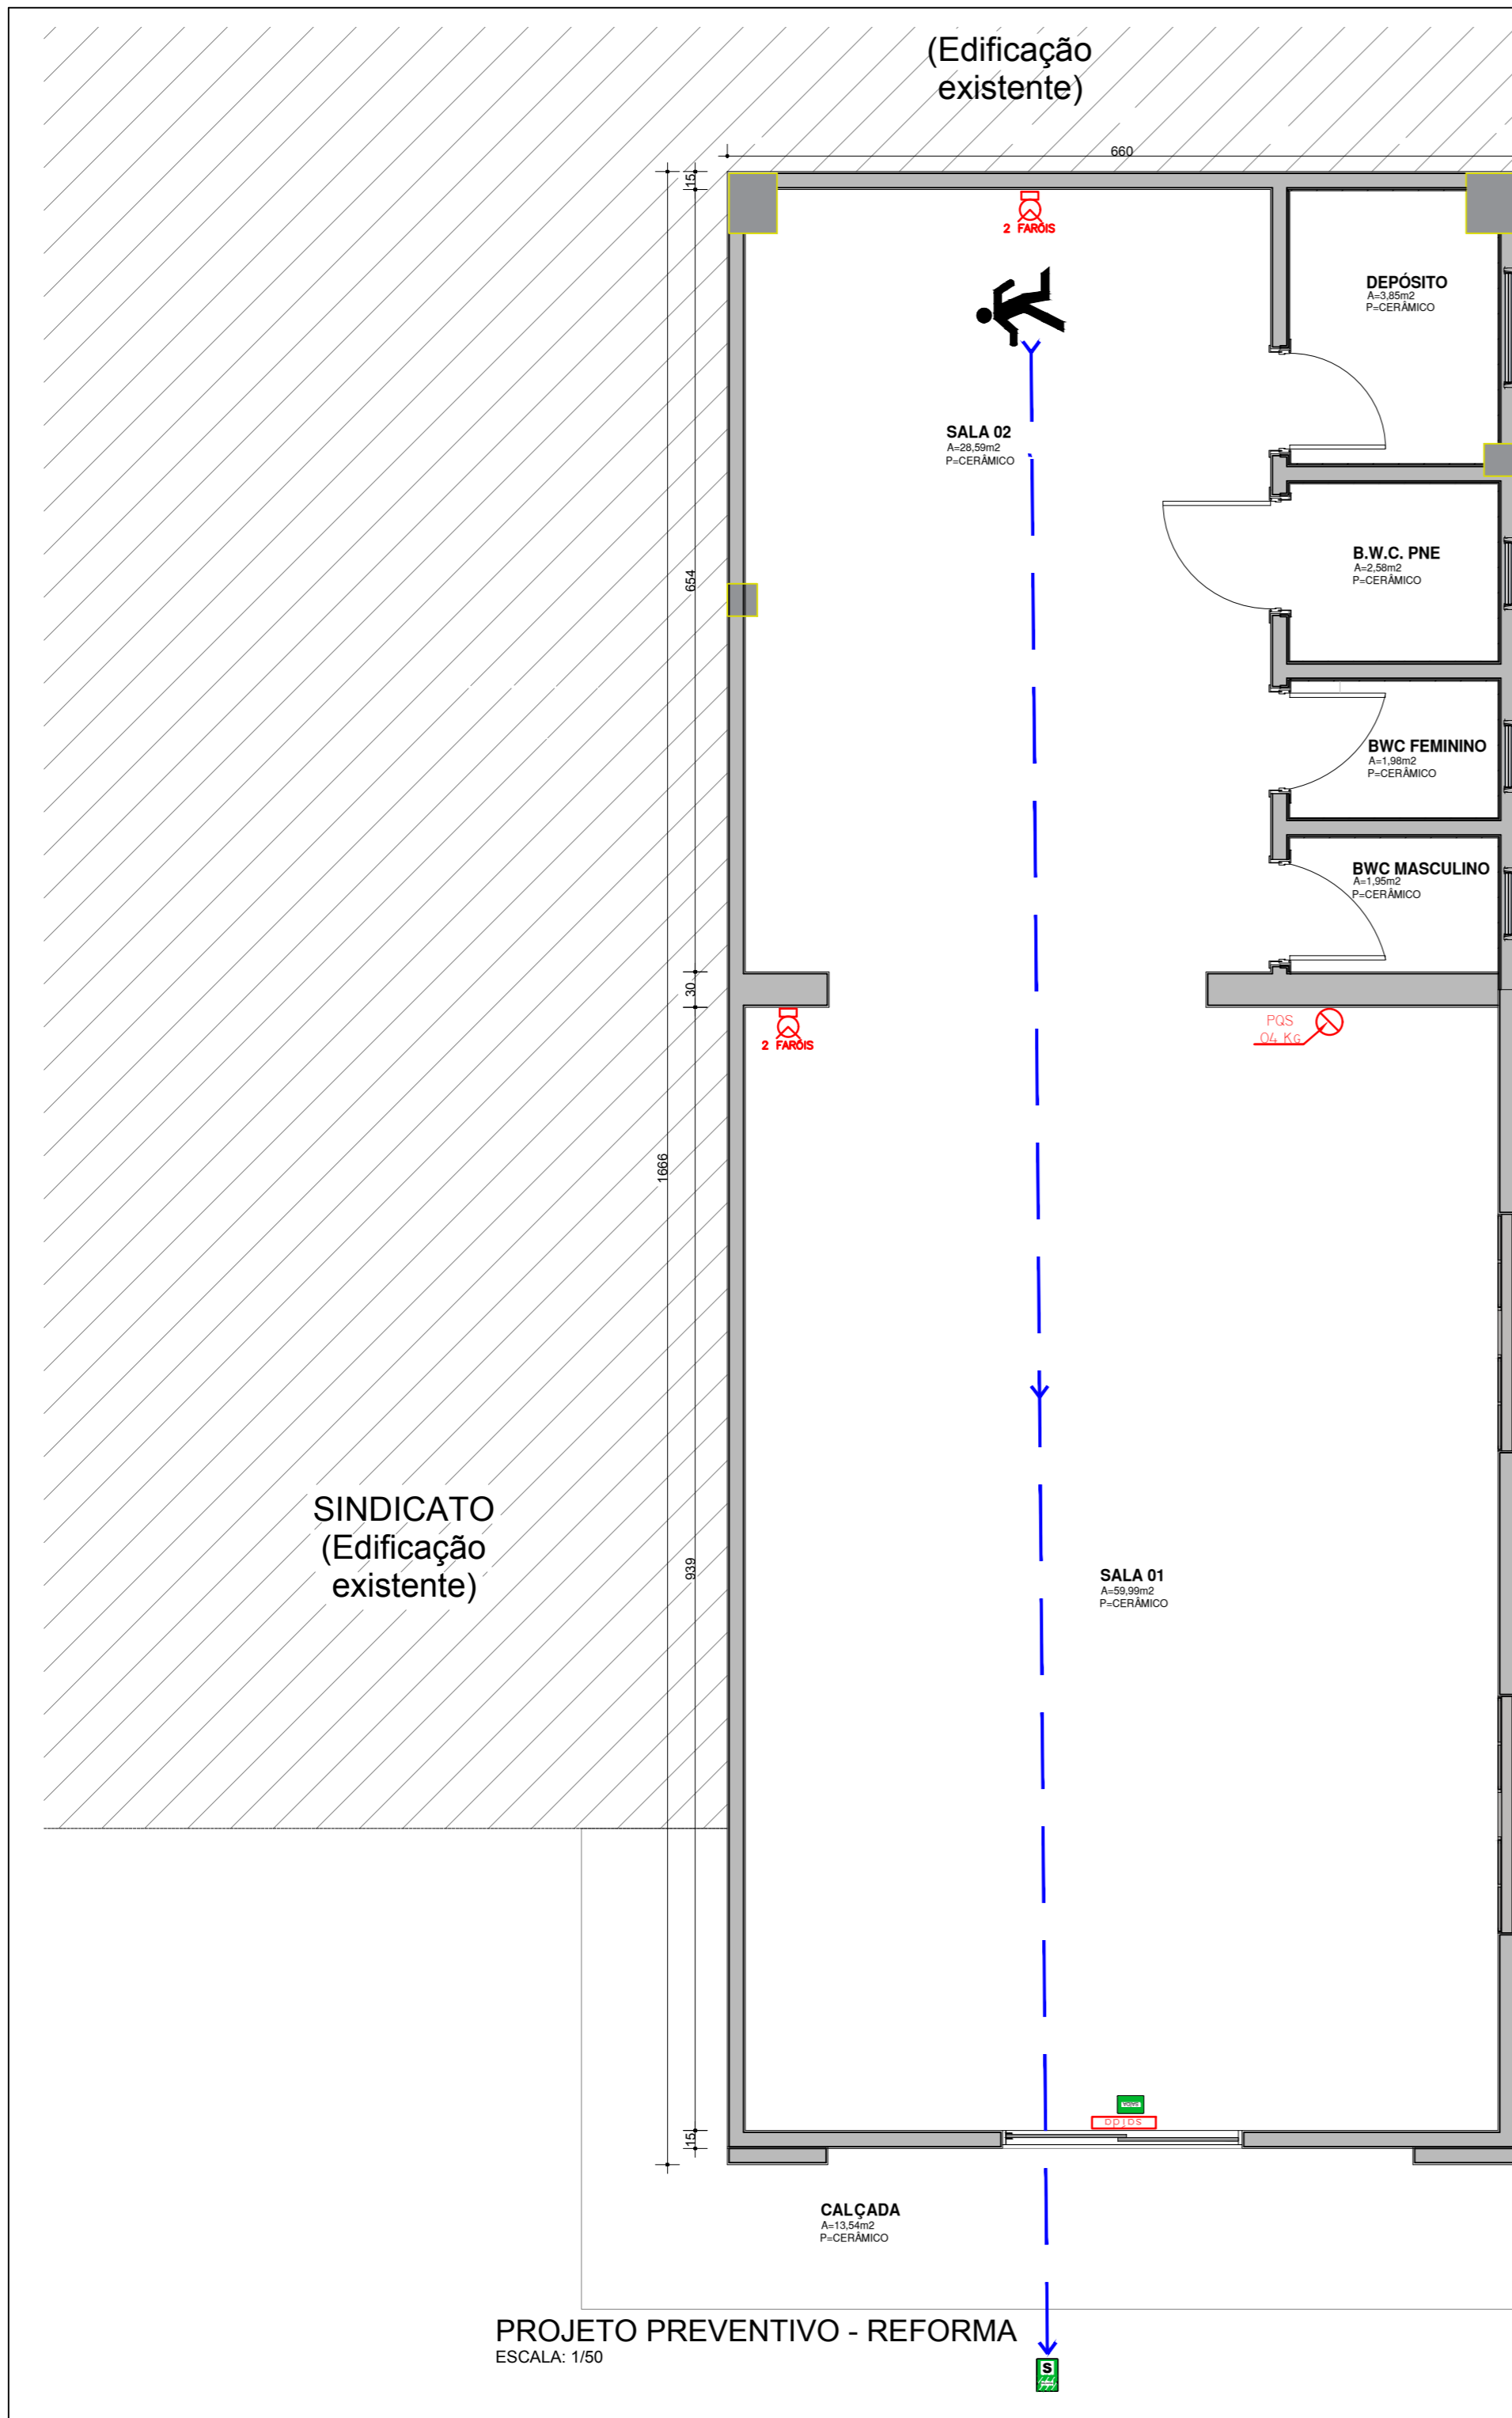 (Edificação
existente)
660
15
2 FARÓIS
DEPÓSITO
A=3,85m2
P=CERÂMICO
SALA 02
A=28,59m2
P=CERÂMICO
B.W.C. PNE
A=2,58m2
P=CERÂMICO
654
BWC FEMININO
A=1,98m2
P=CERÂMICO
BWC MASCULINO
A=1,95m2
P=CERÂMICO
30
2 FARÓIS
PQS
04 KG
1666
SINDICATO
(Edificação
existente)
939
SALA 01
A=59,99m2
P=CERÂMICO
SAÍDA
saída
15
CALÇADA
A=13,54m2
P=CERÂMICO
PROJETO PREVENTIVO - REFORMA
ESCALA: 1/50
S